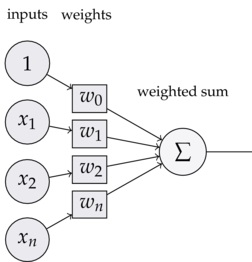 inputs weights
1
w₀
weighted sum
x₁
w₁
Σ
x₂
w₂
wₙ
xₙ